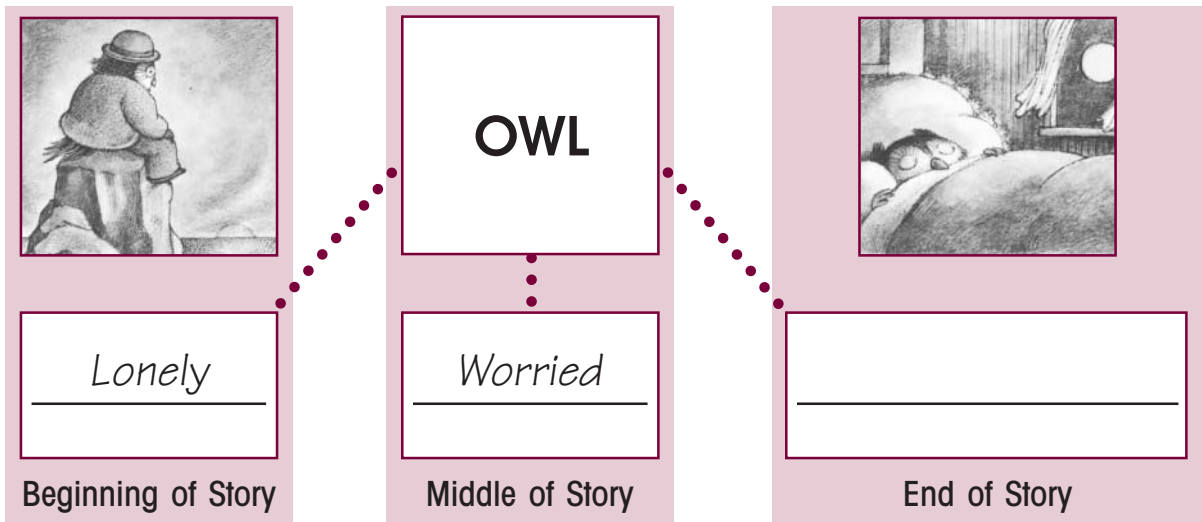 OWL
Lonely
Worried
Beginning of Story
Middle of Story
End of Story